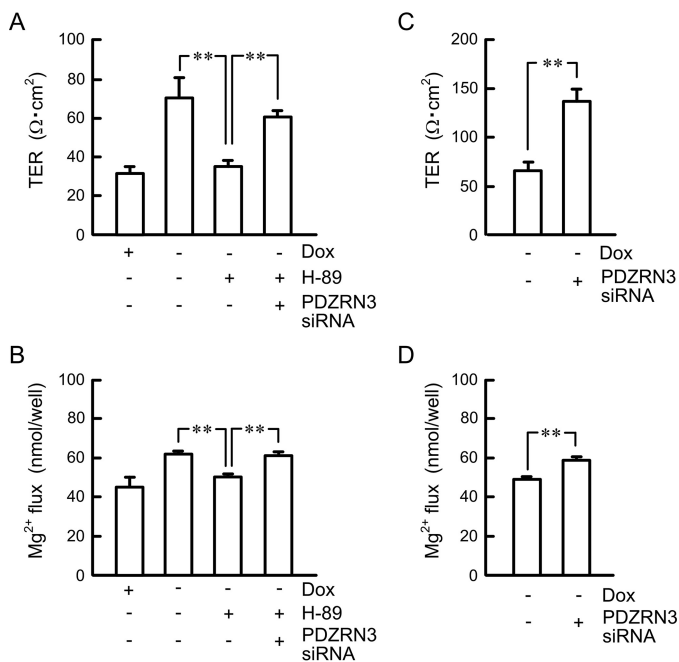 A
TER (Ω·cm²)
100
80
60
40
20
0
** **
+ - - - Dox
- - + + H-89
- - - + PDZRN3
siRNA
C
TER (Ω·cm²)
200
150
100
50
0
**
- - Dox
- + PDZRN3
siRNA
B
Mg²⁺ flux (nmol/well)
100
80
60
40
20
0
** **
+ - - - Dox
- - + + H-89
- - - + PDZRN3
siRNA
D
Mg²⁺ flux (nmol/well)
100
80
60
40
20
0
**
- - Dox
- + PDZRN3
siRNA